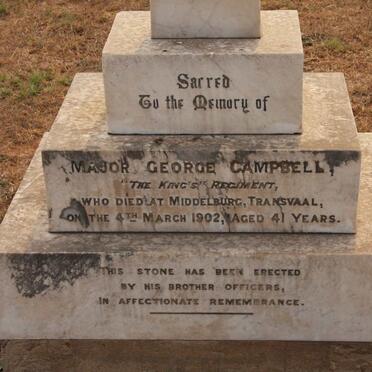 Sacred
To the Memory of
MAJOR GEORGE CAMPBELL,
"THE KING'S" REGIMENT,
WHO DIED AT MIDDELBURG, TRANSVAAL,
ON THE 4TH MARCH 1902, AGED 41 YEARS.
THIS STONE HAS BEEN ERECTED
BY HIS BROTHER OFFICERS,
IN AFFECTIONATE REMEMBRANCE.